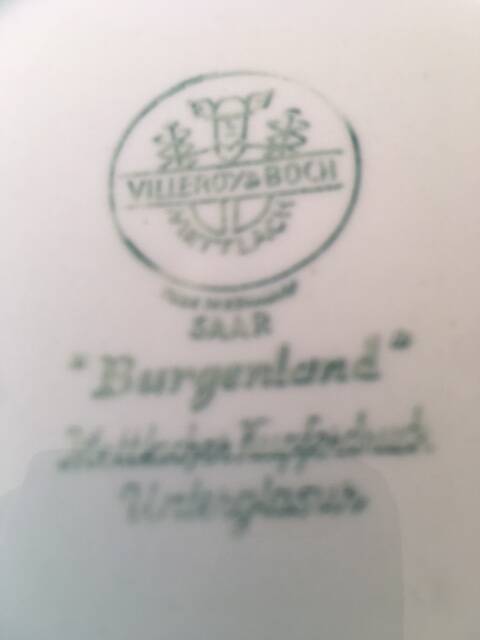 VILLEROY & BOCH
METTLACH
SAAR
"Burgenland"
Mettlacher Kupferdruck
Unterglasur